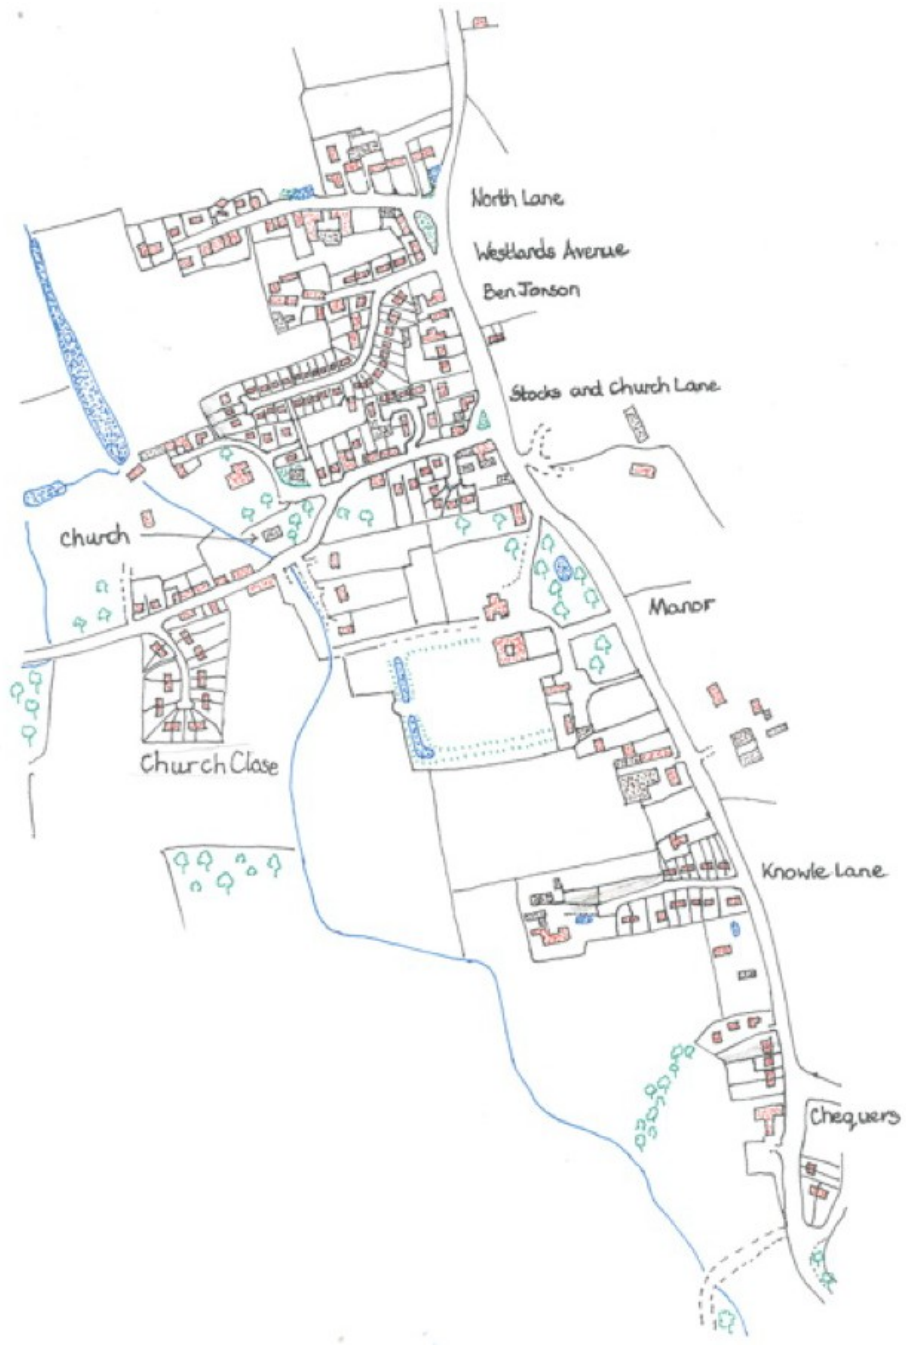 North Lane
Westlands Avenue
Ben Jonson
Stocks and Church Lane
Church
Manor
Church Close
Knowle Lane
Chequers